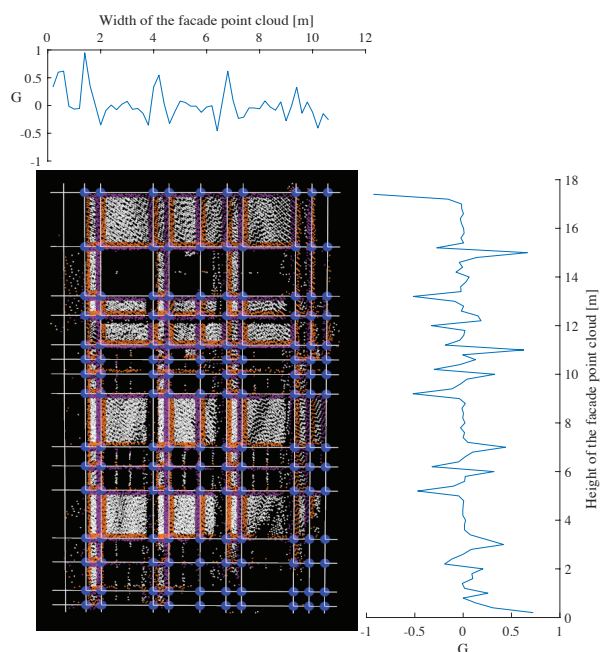 Width of the facade point cloud [m]
0 2 4 6 8 10 12
1
0.5
G 0
-0.5
-1
18
16
14
12
10
8
6
4
2
0
Height of the facade point cloud [m]
-1 -0.5 0 0.5 1
G